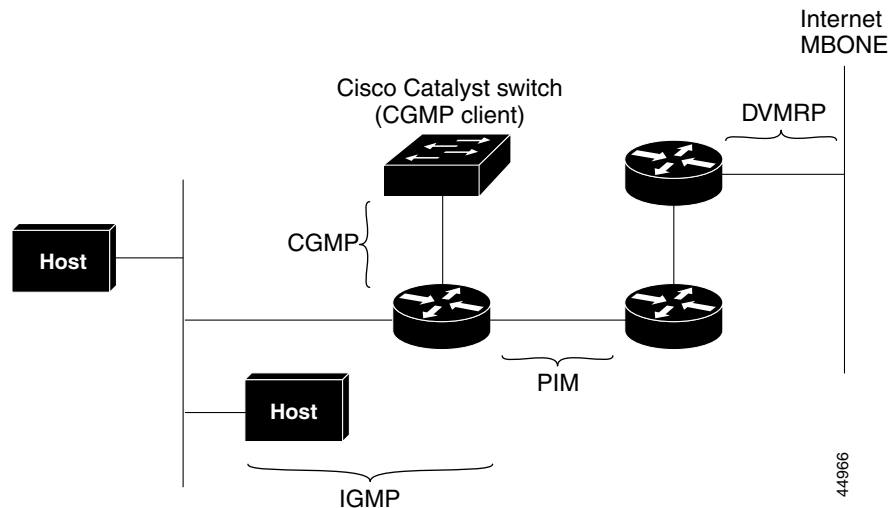 Internet
MBONE
Cisco Catalyst switch
(CGMP client)
DVMRP
CGMP
Host
PIM
Host
IGMP
44966